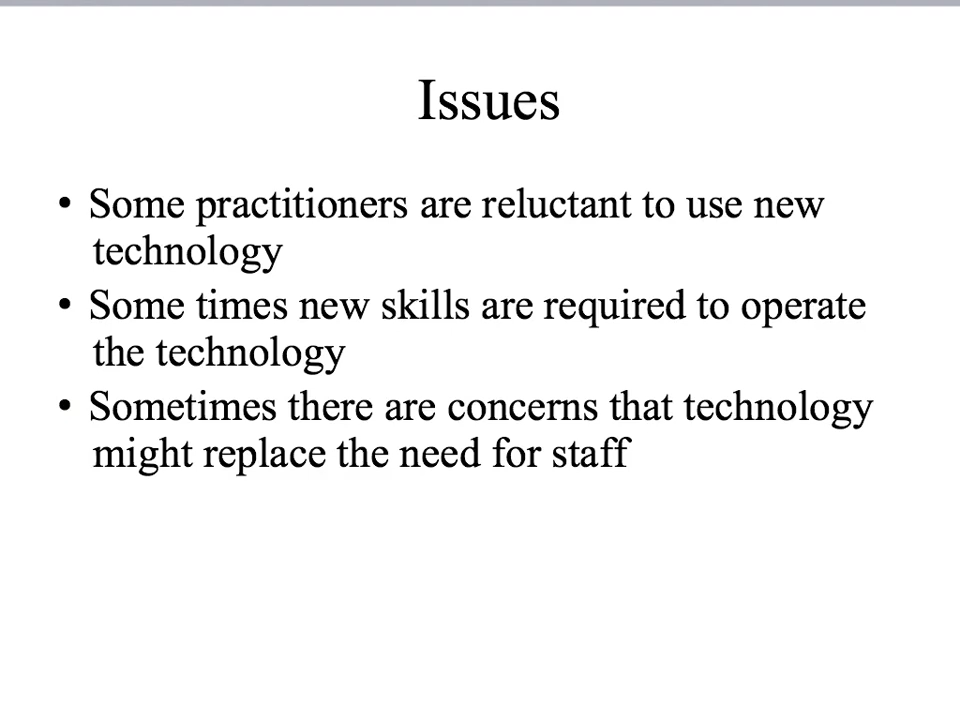 Issues
• Some practitioners are reluctant to use new
technology
• Some times new skills are required to operate
the technology
• Sometimes there are concerns that technology
might replace the need for staff